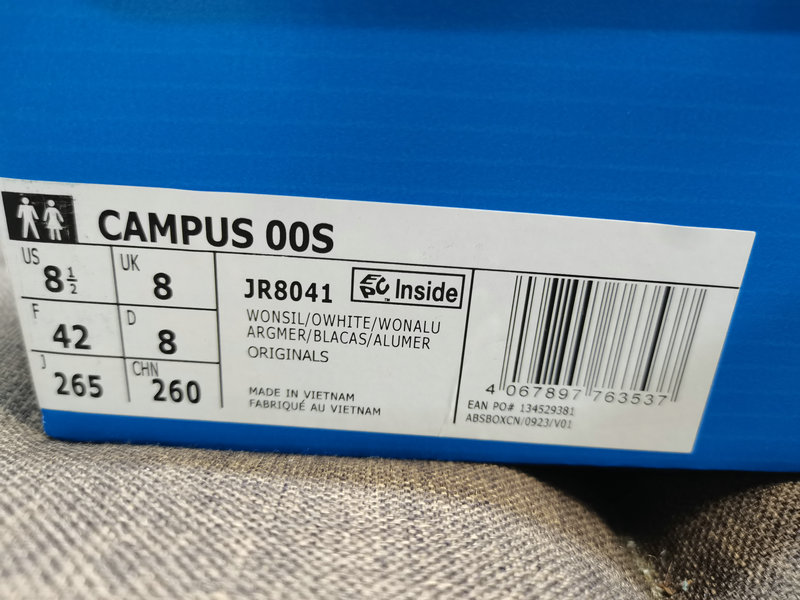 CAMPUS 00S
US 8 1/2
UK 8
F 42
D 8
J 265
CHN 260
JR8041 EPC™ Inside
WONSIL/OWHITE/WONALU
ARGMER/BLACAS/ALUMER
ORIGINALS
MADE IN VIETNAM
FABRIQUÉ AU VIETNAM
4 067897 763537
EAN PO# 134529381
ABSBOXCN/0923/V01